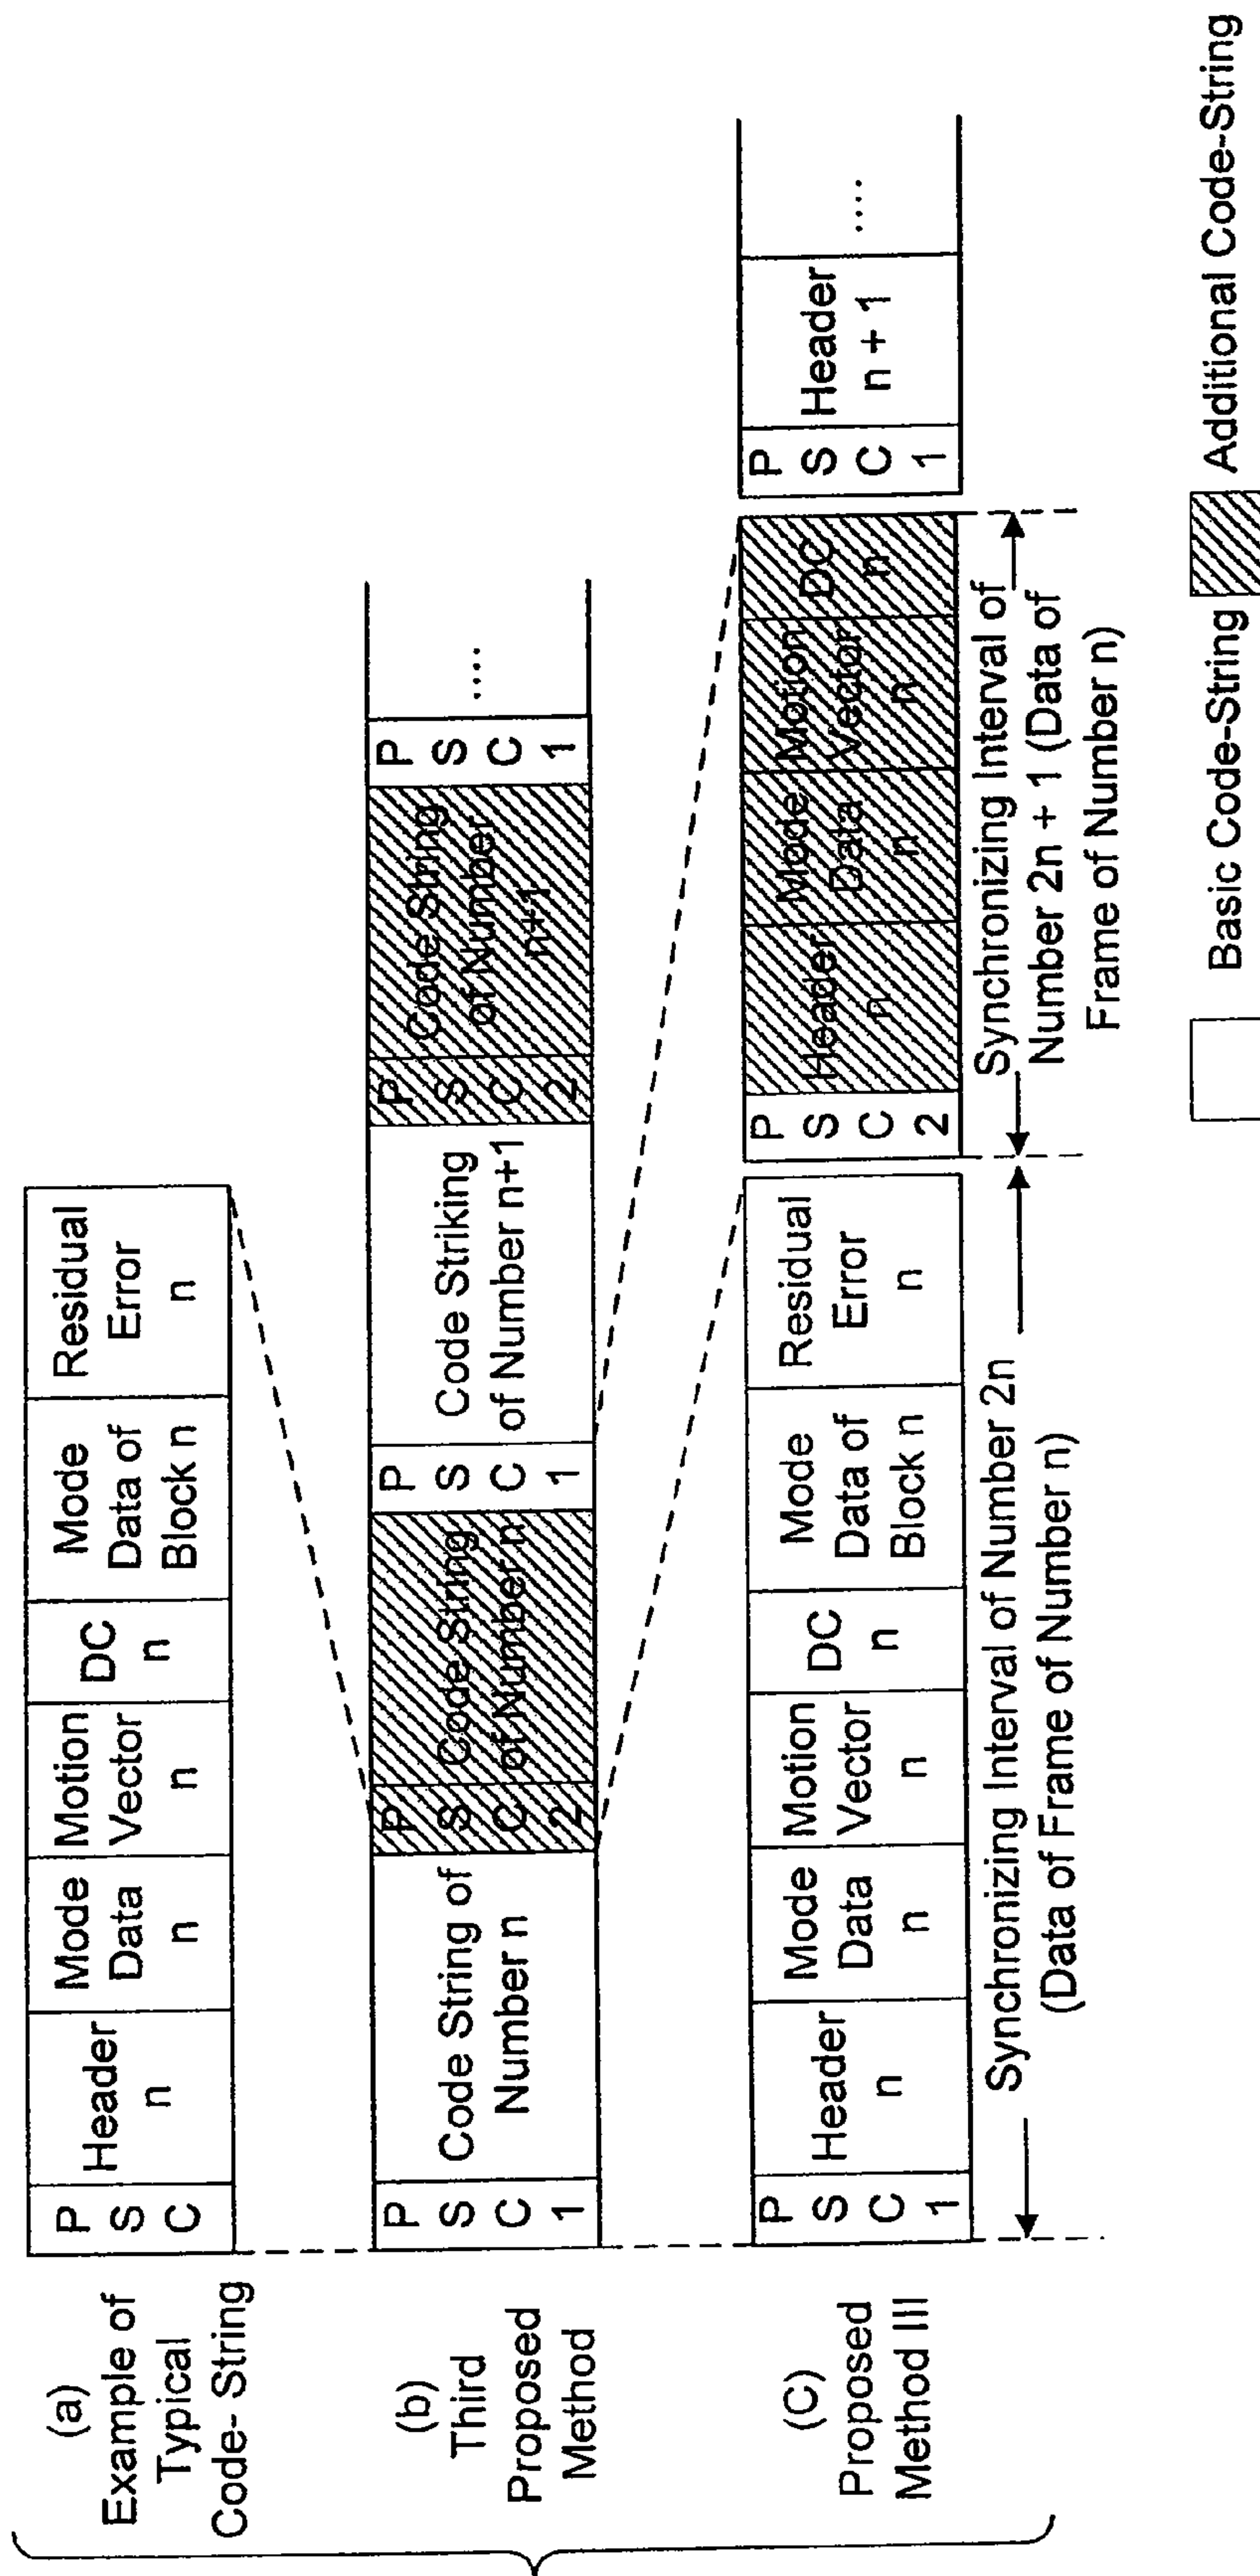 (a)
Example of
Typical
Code- String
P
S
C
Header
n
Mode
Data
n
Motion
Vector
n
DC
n
Mode
Data of
Block n
Residual
Error
n
(b)
Third
Proposed
Method
P
S
C
1
Code String of
Number n
P
S
C
2
Code String
of Number n
P
S
C
1
Code Striking
of Number n+1
P
S
C
2
Code String
of Number
n+1
P
S
C
1
....
(C)
Proposed
Method III
P
S
C
1
Header
n
Mode
Data
n
Motion
Vector
n
DC
n
Mode
Data of
Block n
Residual
Error
n
P
S
C
2
Header
n
Mode
Data
n
Motion
Vector
n
DC
n
P
S
C
1
Header
n + 1
....
Synchronizing Interval of Number 2n
(Data of Frame of Number n)
Synchronizing Interval of
Number 2n + 1 (Data of
Frame of Number n)
Basic Code-String
Additional Code-String